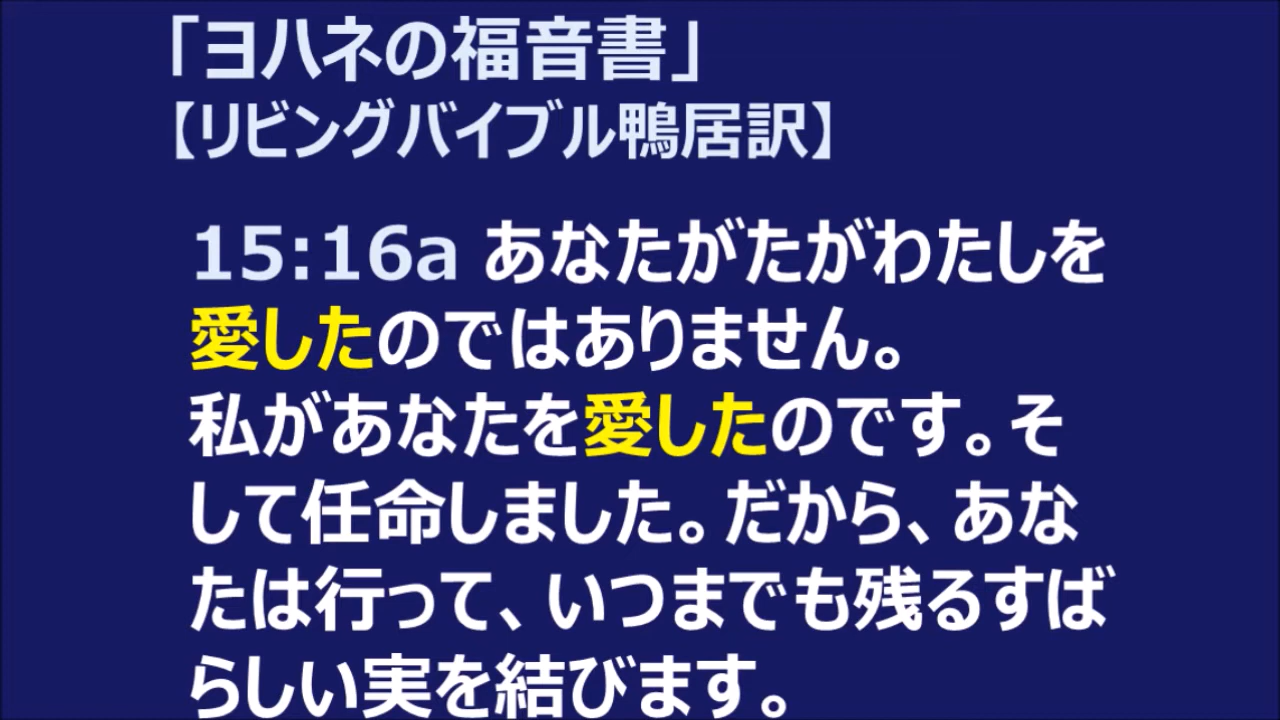 「ヨハネの福音書」
【リビングバイブル鴨居訳】
15:16a あなたがたがわたしを
愛したのではありません。
私があなたを愛したのです。そ
して任命しました。だから、あな
たは行って、いつまでも残るすば
らしい実を結びます。